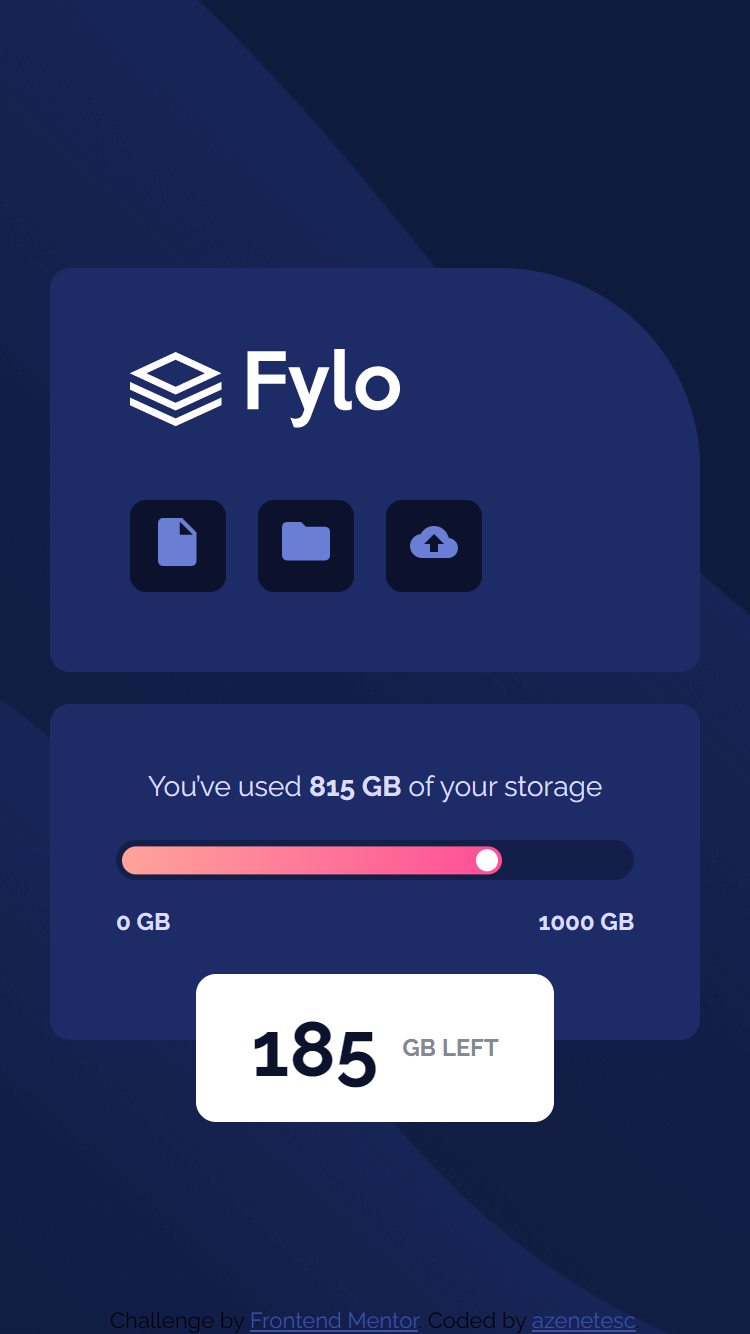 Fylo
You’ve used 815 GB of your storage
0 GB 1000 GB
185 GB LEFT
Challenge by Frontend Mentor. Coded by azenetesc